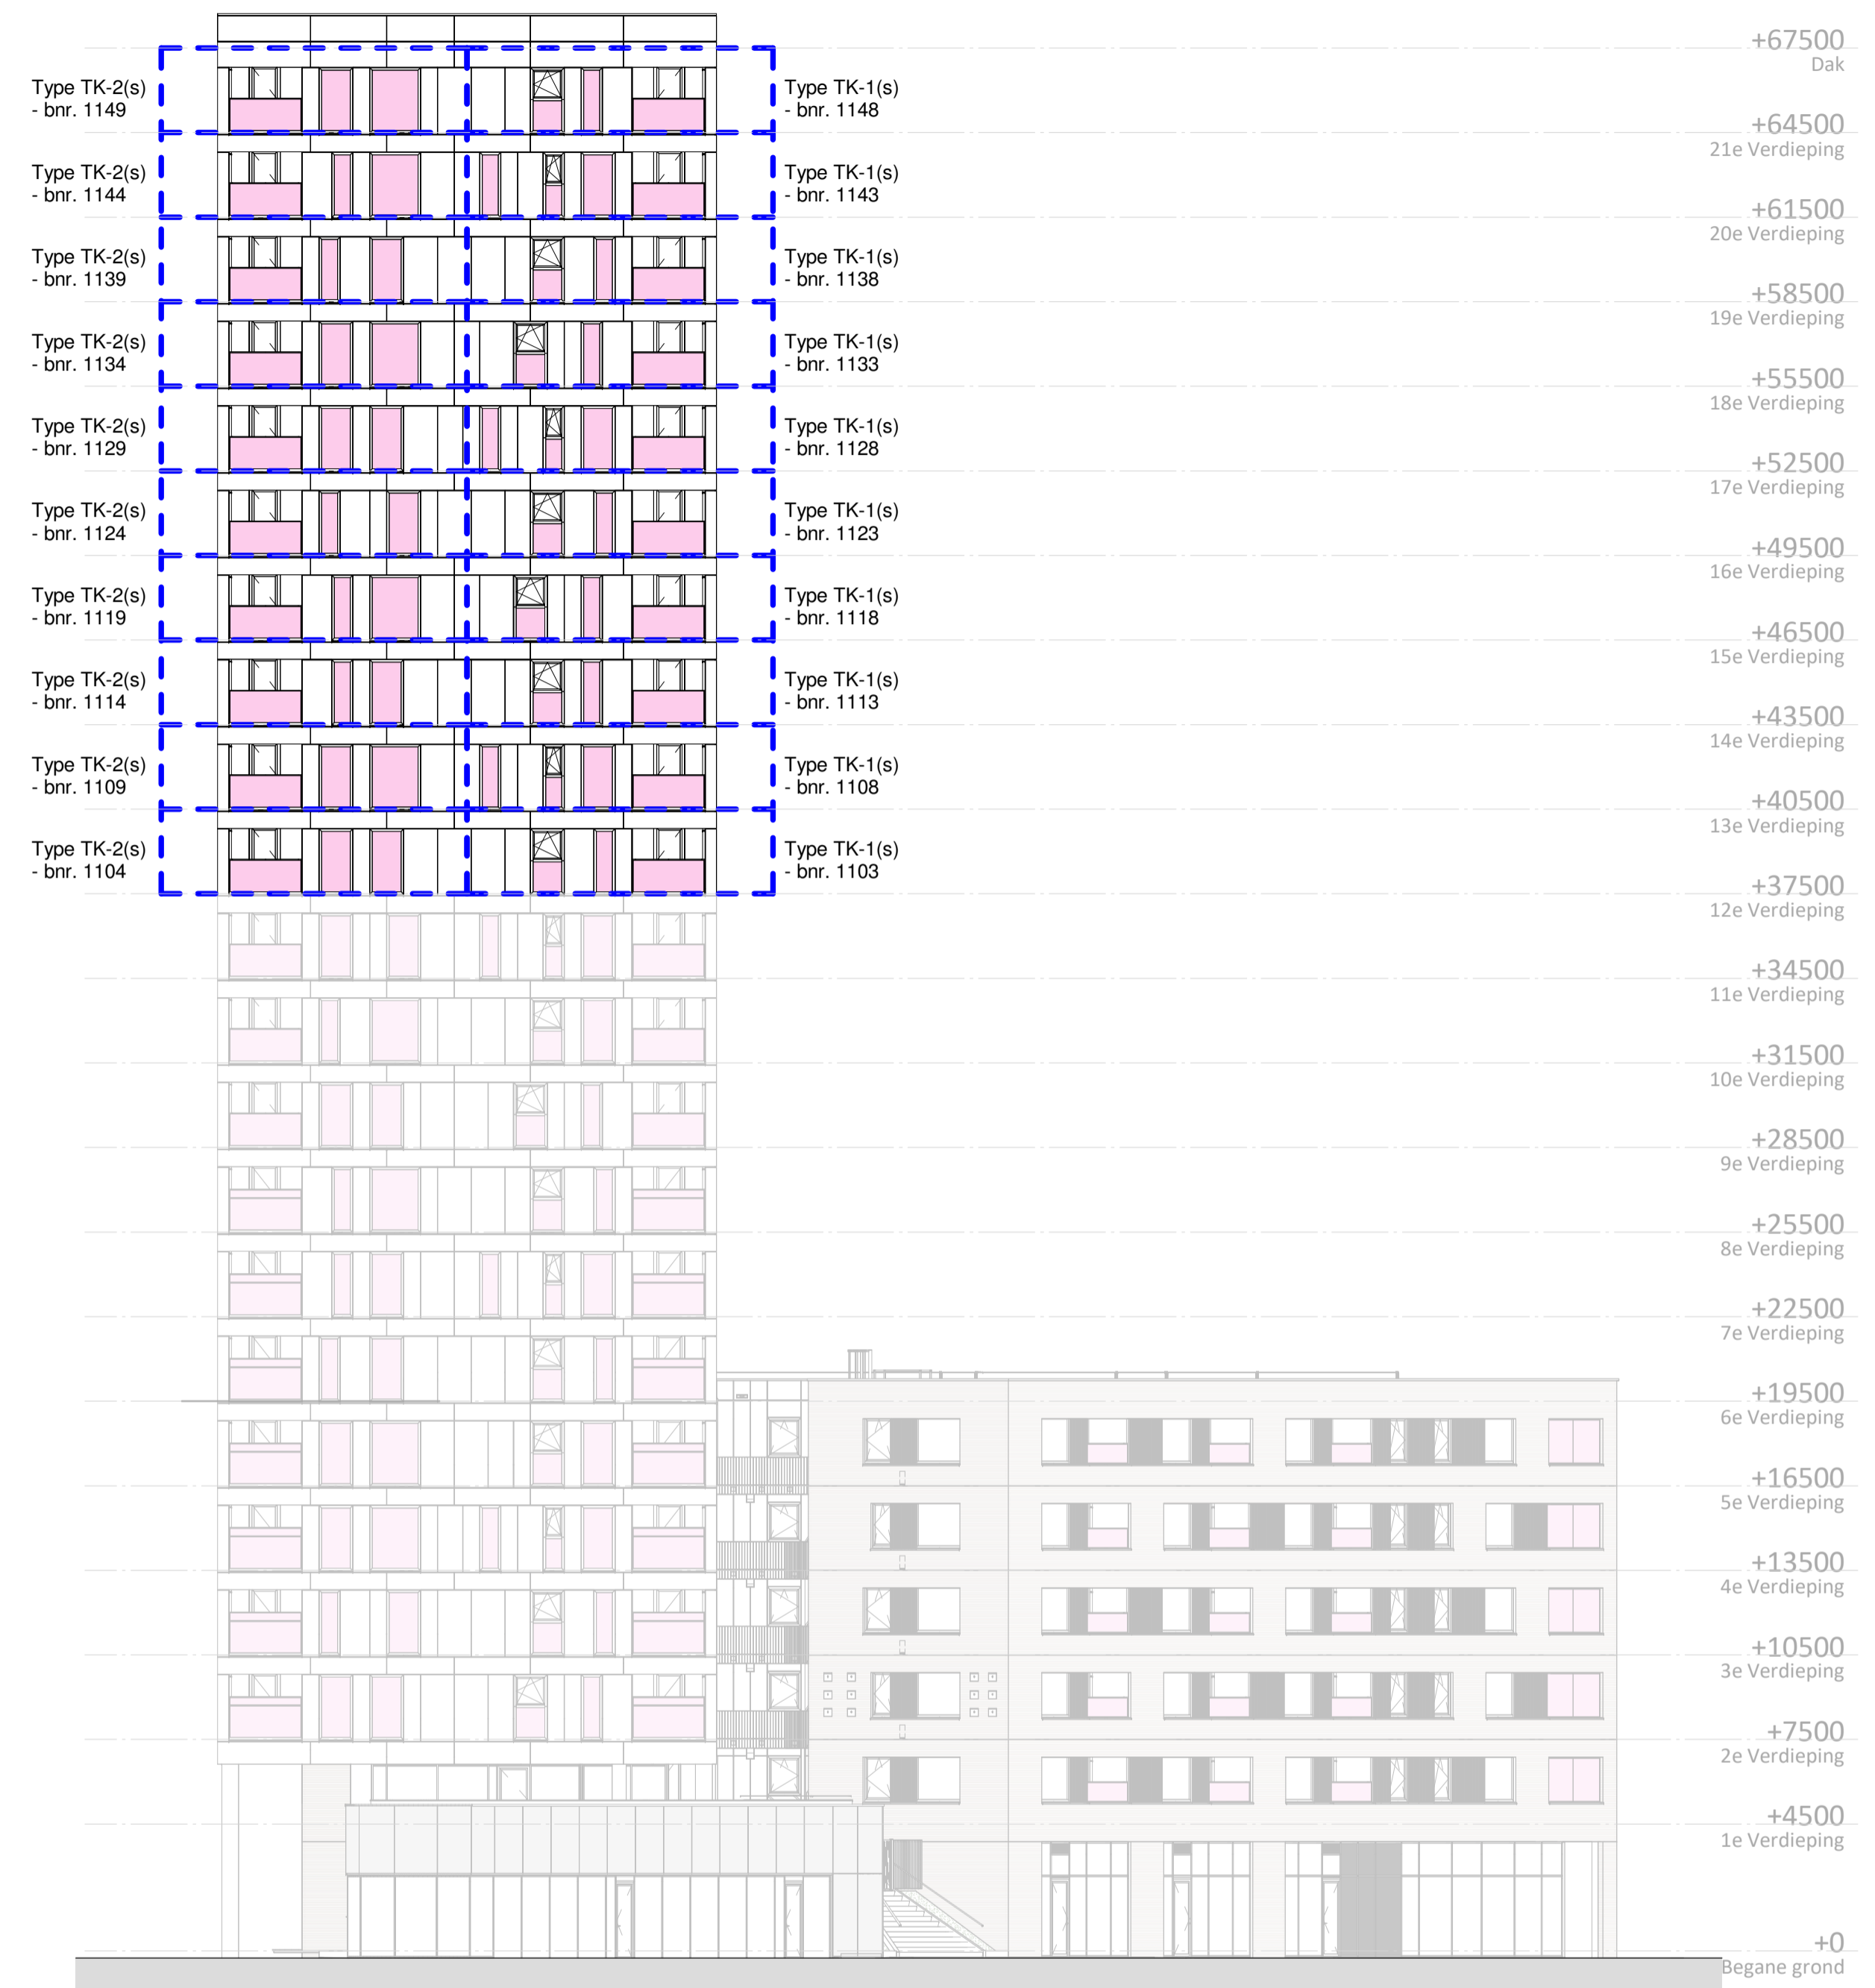 +67500
Dak
Type TK-2(s)
- bnr. 1149
Type TK-1(s)
- bnr. 1148
+64500
21e Verdieping
Type TK-2(s)
- bnr. 1144
Type TK-1(s)
- bnr. 1143
+61500
20e Verdieping
Type TK-2(s)
- bnr. 1139
Type TK-1(s)
- bnr. 1138
+58500
19e Verdieping
Type TK-2(s)
- bnr. 1134
Type TK-1(s)
- bnr. 1133
+55500
18e Verdieping
Type TK-2(s)
- bnr. 1129
Type TK-1(s)
- bnr. 1128
+52500
17e Verdieping
Type TK-2(s)
- bnr. 1124
Type TK-1(s)
- bnr. 1123
+49500
16e Verdieping
Type TK-2(s)
- bnr. 1119
Type TK-1(s)
- bnr. 1118
+46500
15e Verdieping
Type TK-2(s)
- bnr. 1114
Type TK-1(s)
- bnr. 1113
+43500
14e Verdieping
Type TK-2(s)
- bnr. 1109
Type TK-1(s)
- bnr. 1108
+40500
13e Verdieping
Type TK-2(s)
- bnr. 1104
Type TK-1(s)
- bnr. 1103
+37500
12e Verdieping
+34500
11e Verdieping
+31500
10e Verdieping
+28500
9e Verdieping
+25500
8e Verdieping
+22500
7e Verdieping
+19500
6e Verdieping
+16500
5e Verdieping
+13500
4e Verdieping
+10500
3e Verdieping
+7500
2e Verdieping
+4500
1e Verdieping
+0
Begane grond